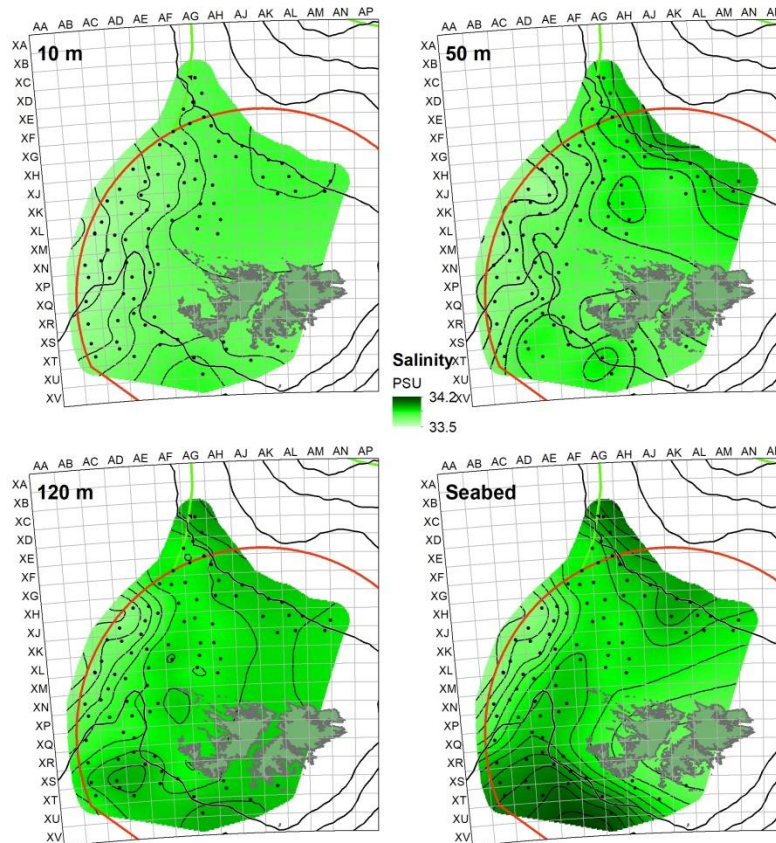 AA AB AC AD AE AF AG AH AJ AK AL AM AN AP
10 m
XA
XB
XC
XD
XE
XF
XG
XH
XJ
XK
XL
XM
XN
XP
XQ
XR
XS
XT
XU
XV
AA AB AC AD AE AF AG AH AJ AK AL AM AN
50 m
XA
XB
XC
XD
XE
XF
XG
XH
XJ
XK
XL
XM
XN
XP
XQ
XR
XS
XT
XU
XV
Salinity
PSU
34.2
33.5
AA AB AC AD AE AF AG AH AJ AK AL AM AN AP
120 m
XA
XB
XC
XD
XE
XF
XG
XH
XJ
XK
XL
XM
XN
XP
XQ
XR
XS
XT
XU
XV
AA AB AC AD AE AF AG AH AJ AK AL AM AN
Seabed
XA
XB
XC
XD
XE
XF
XG
XH
XJ
XK
XL
XM
XN
XP
XQ
XR
XS
XT
XU
XV